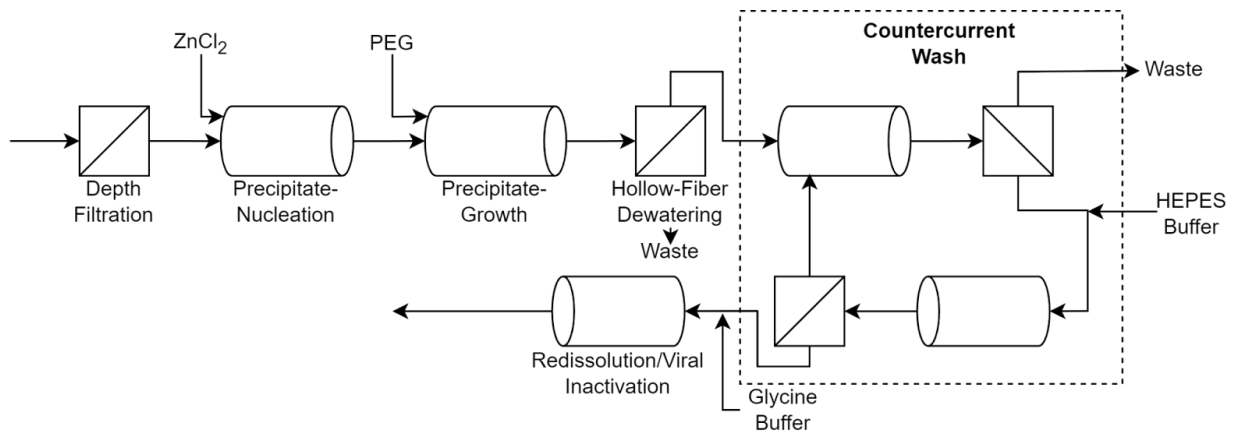 Countercurrent
Wash
ZnCl₂
PEG
Waste
Depth
Filtration
Precipitate-
Nucleation
Precipitate-
Growth
Hollow-Fiber
Dewatering
Waste
HEPES
Buffer
Redissolution/Viral
Inactivation
Glycine
Buffer